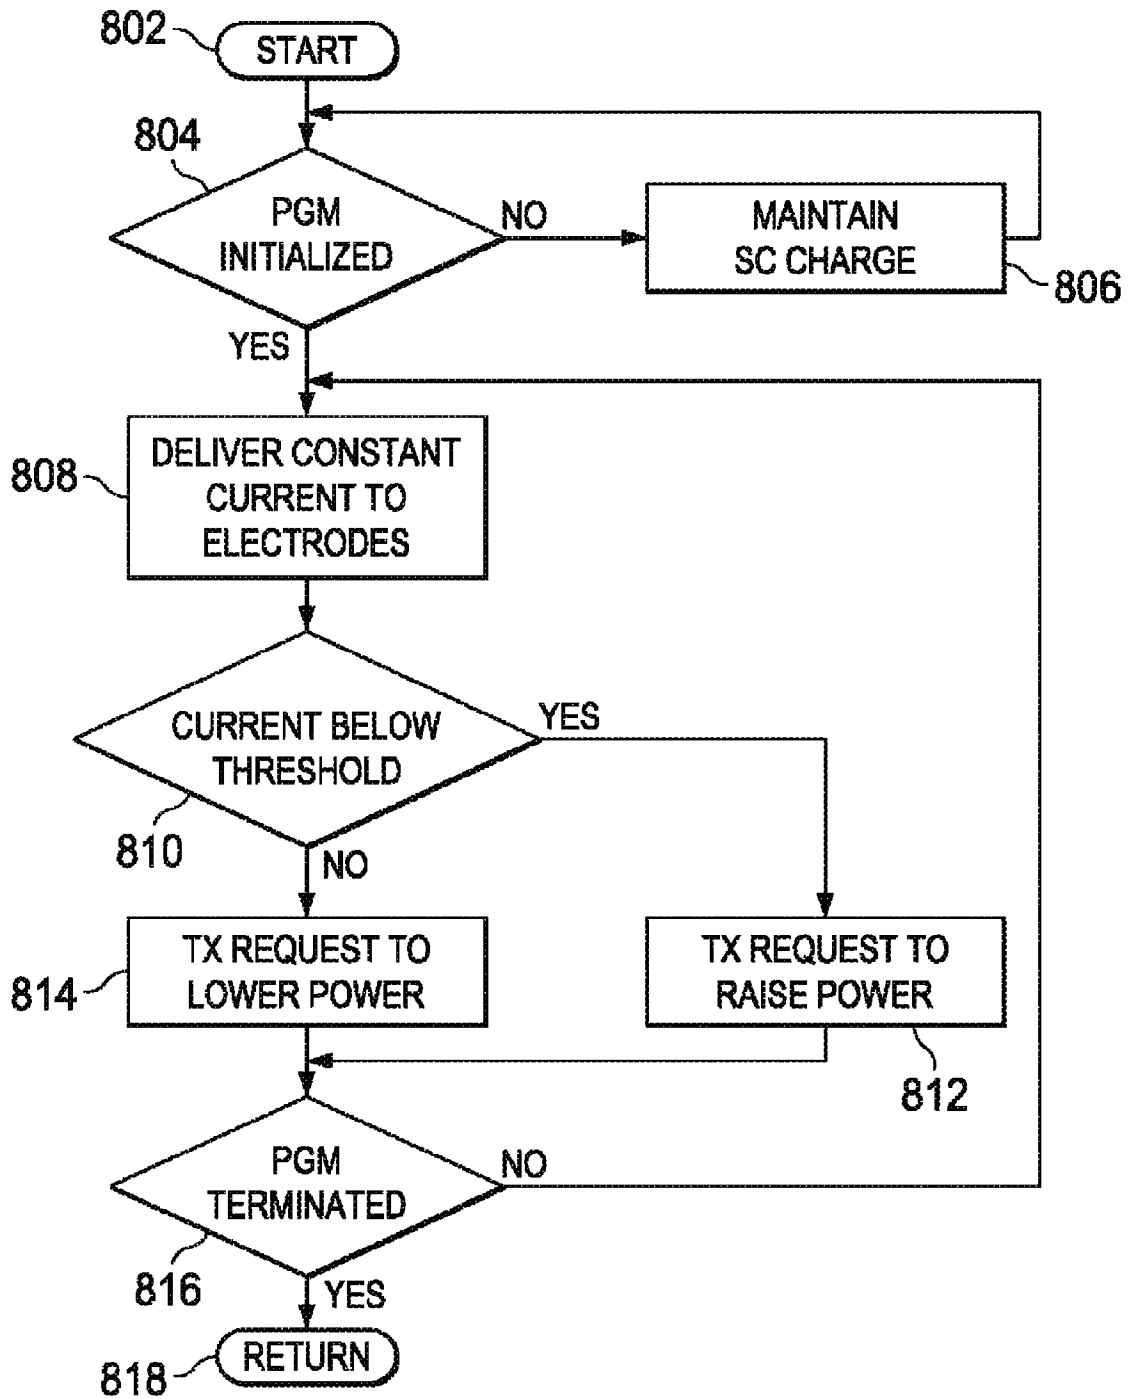 802
START
804
PGM
INITIALIZED
NO
MAINTAIN
SC CHARGE
806
YES
808
DELIVER CONSTANT
CURRENT TO
ELECTRODES
CURRENT BELOW
THRESHOLD
YES
810
NO
814
TX REQUEST TO
LOWER POWER
TX REQUEST TO
RAISE POWER
812
PGM
TERMINATED
NO
816
YES
818
RETURN